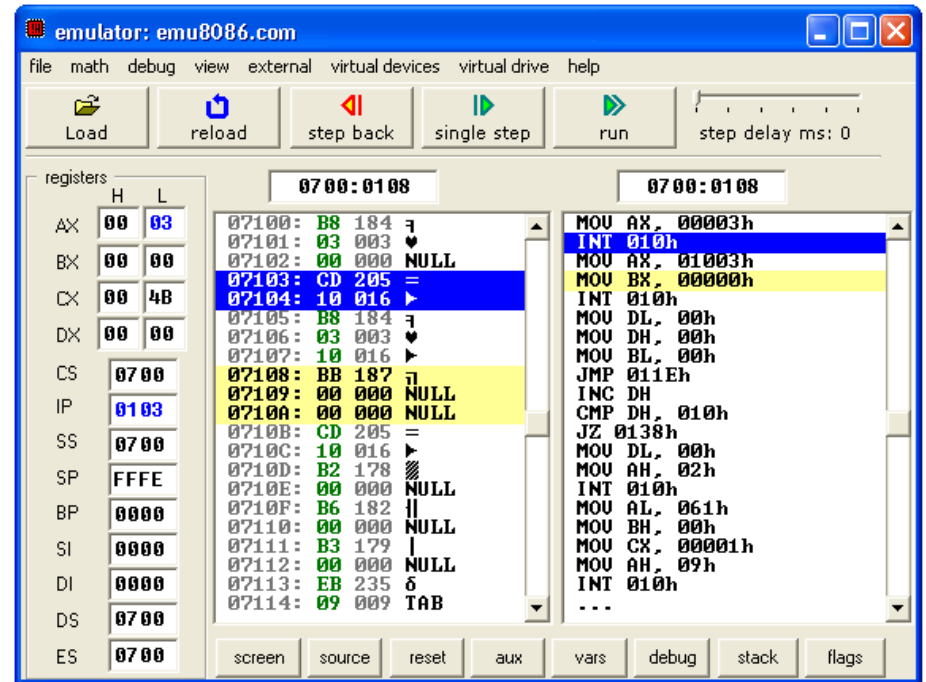 emulator: emu8086.com
file math debug view external virtual devices virtual drive help
Load reload step back single step run step delay ms: 0
registers
H L
0700:0108 0700:0108
AX 00 03
BX 00 00
CX 00 4B
DX 00 00
CS 0700
IP 0103
SS 0700
SP FFFE
BP 0000
SI 0000
DI 0000
DS 0700
ES 0700
07100: B8 184 ╕
07101: 03 003 ♥
07102: 00 000 NULL
07103: CD 205 =
07104: 10 016 ►
07105: B8 184 ╕
07106: 03 003 ♥
07107: 10 016 ►
07108: BB 187 ╗
07109: 00 000 NULL
0710A: 00 000 NULL
0710B: CD 205 =
0710C: 10 016 ►
0710D: B2 178 ▓
0710E: 00 000 NULL
0710F: B6 182 ╢
07110: 00 000 NULL
07111: B3 179 │
07112: 00 000 NULL
07113: EB 235 δ
07114: 09 009 TAB
MOV AX, 00003h
INT 010h
MOV AX, 01003h
MOV BX, 00000h
INT 010h
MOV DL, 00h
MOV DH, 00h
MOV BL, 00h
JMP 011Eh
INC DH
CMP DH, 010h
JZ 0138h
MOV DL, 00h
MOV AH, 02h
INT 010h
MOV AL, 061h
MOV BH, 00h
MOV CX, 00001h
MOV AH, 09h
INT 010h
...
screen source reset aux vars debug stack flags